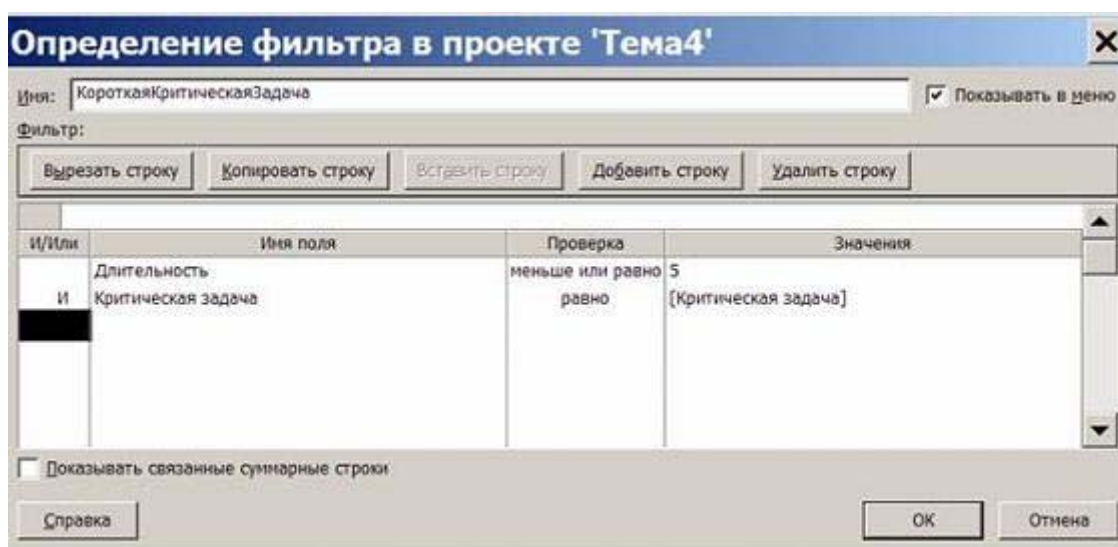 Определение фильтра в проекте 'Тема4'
Имя: КороткаяКритическаяЗадача Показывать в меню
Фильтр:
Вырезать строку Копировать строку Вставить строку Добавить строку Удалить строку
И/Или Имя поля Проверка Значения
Длительность меньше или равно 5
И Критическая задача равно [Критическая задача]
Показывать связанные суммарные строки
Справка ОК Отмена